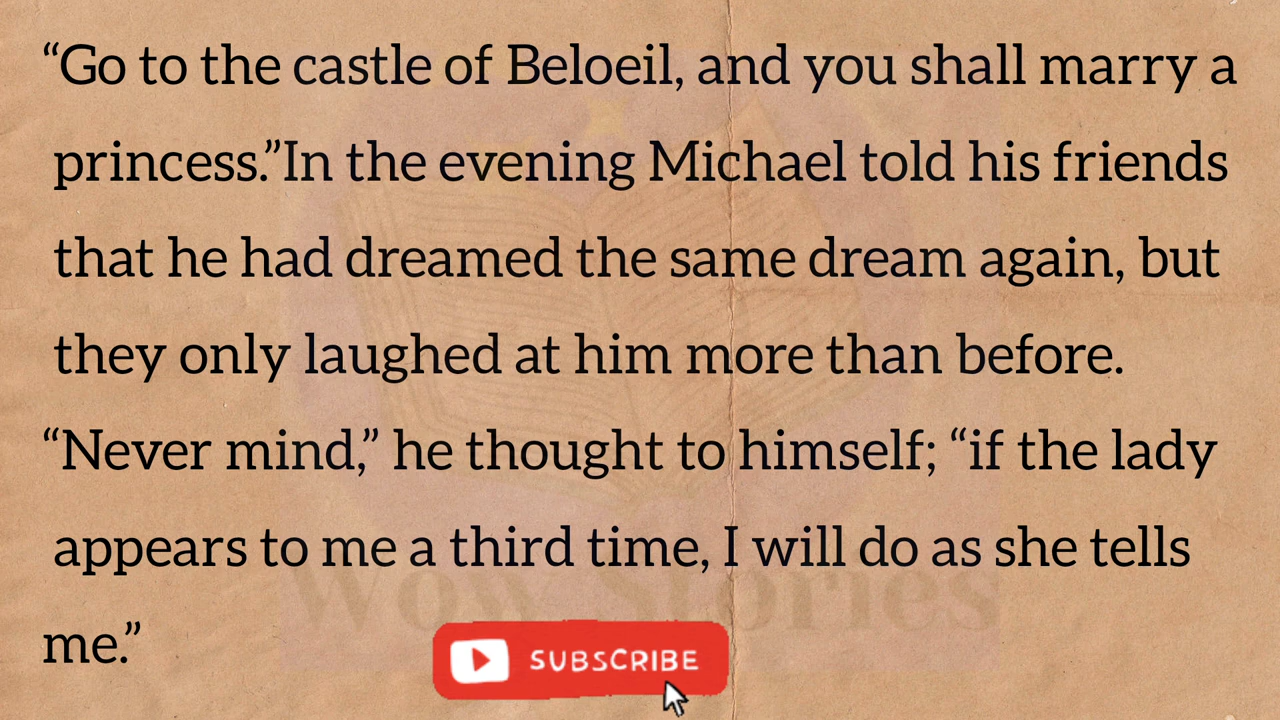 “Go to the castle of Beloeil, and you shall marry a
princess.”In the evening Michael told his friends
that he had dreamed the same dream again, but
they only laughed at him more than before.
“Never mind,” he thought to himself; “if the lady
appears to me a third time, I will do as she tells
me.”
Wow Stories
SUBSCRIBE